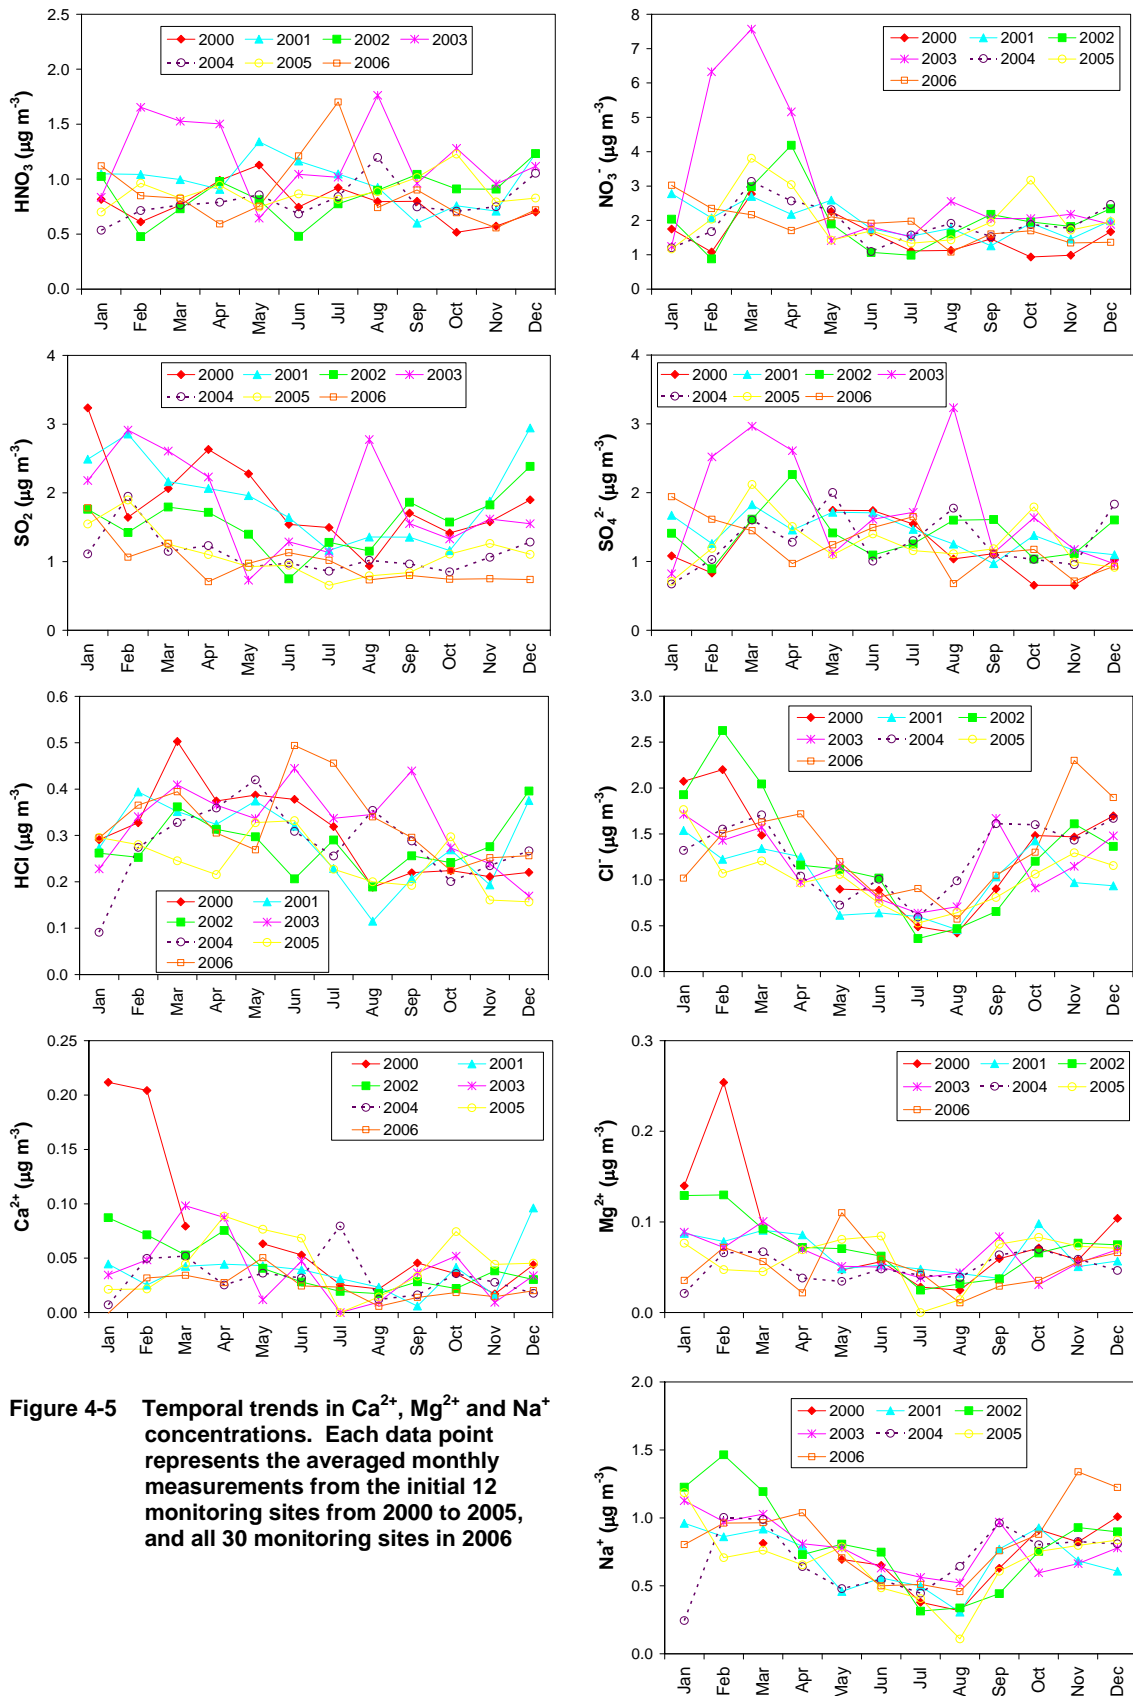 2.5
2.0
1.5
1.0
0.5
0.0
HNO₃ (µg m⁻³)
2000 2001 2002 2003
2004 2005 2006
Jan Feb Mar Apr May Jun Jul Aug Sep Oct Nov Dec
8
7
6
5
4
3
2
1
0
NO₃⁻ (µg m⁻³)
2000 2001 2002
2003 2004 2005
2006
Jan Feb Mar Apr May Jun Jul Aug Sep Oct Nov Dec
4
3
2
1
0
SO₂ (µg m⁻³)
2000 2001 2002 2003
2004 2005 2006
Jan Feb Mar Apr May Jun Jul Aug Sep Oct Nov Dec
4
3
2
1
0
SO₄²⁻ (µg m⁻³)
2000 2001 2002 2003
2004 2005 2006
Jan Feb Mar Apr May Jun Jul Aug Sep Oct Nov Dec
0.6
0.5
0.4
0.3
0.2
0.1
0.0
HCl (µg m⁻³)
2000 2001
2002 2003
2004 2005
2006
Jan Feb Mar Apr May Jun Jul Aug Sep Oct Nov Dec
3.0
2.5
2.0
1.5
1.0
0.5
0.0
Cl⁻ (µg m⁻³)
2000 2001 2002
2003 2004 2005
2006
Jan Feb Mar Apr May Jun Jul Aug Sep Oct Nov Dec
0.25
0.20
0.15
0.10
0.05
0.00
Ca²⁺ (µg m⁻³)
2000 2001
2002 2003
2004 2005
2006
Jan Feb Mar Apr May Jun Jul Aug Sep Oct Nov Dec
0.3
0.2
0.1
0.0
Mg²⁺ (µg m⁻³)
2000 2001 2002
2003 2004 2005
2006
Jan Feb Mar Apr May Jun Jul Aug Sep Oct Nov Dec
Figure 4-5 Temporal trends in Ca²⁺, Mg²⁺ and Na⁺
concentrations. Each data point
represents the averaged monthly
measurements from the initial 12
monitoring sites from 2000 to 2005,
and all 30 monitoring sites in 2006
2.0
1.5
1.0
0.5
0.0
Na⁺ (µg m⁻³)
2000 2001 2002
2003 2004 2005
2006
Jan Feb Mar Apr May Jun Jul Aug Sep Oct Nov Dec